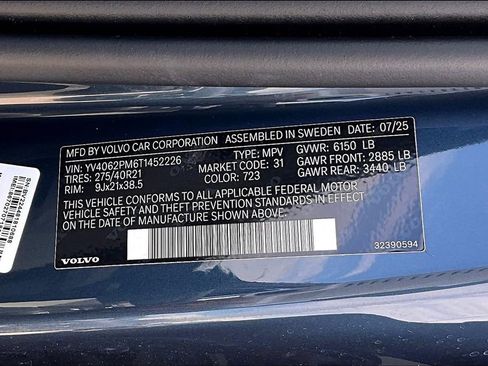 MFD BY VOLVO CAR CORPORATION ASSEMBLED IN SWEDEN 07/25
VIN: YV4062PM6T1452226 TYPE: MPV GVWR: 6150 LB
TIRES: 275/40R21 MARKET CODE: 31 GAWR FRONT: 2885 LB
RIM: 9Jx21x38.5 COLOR: 723 GAWR REAR: 3440 LB
THIS VEHICLE CONFORMS TO ALL APPLICABLE FEDERAL MOTOR
VEHICLE SAFETY AND THEFT PREVENTION STANDARDS IN EFFECT
ON THE DATE OF MANUFACTURE SHOWN ABOVE.
32390594
VOLVO